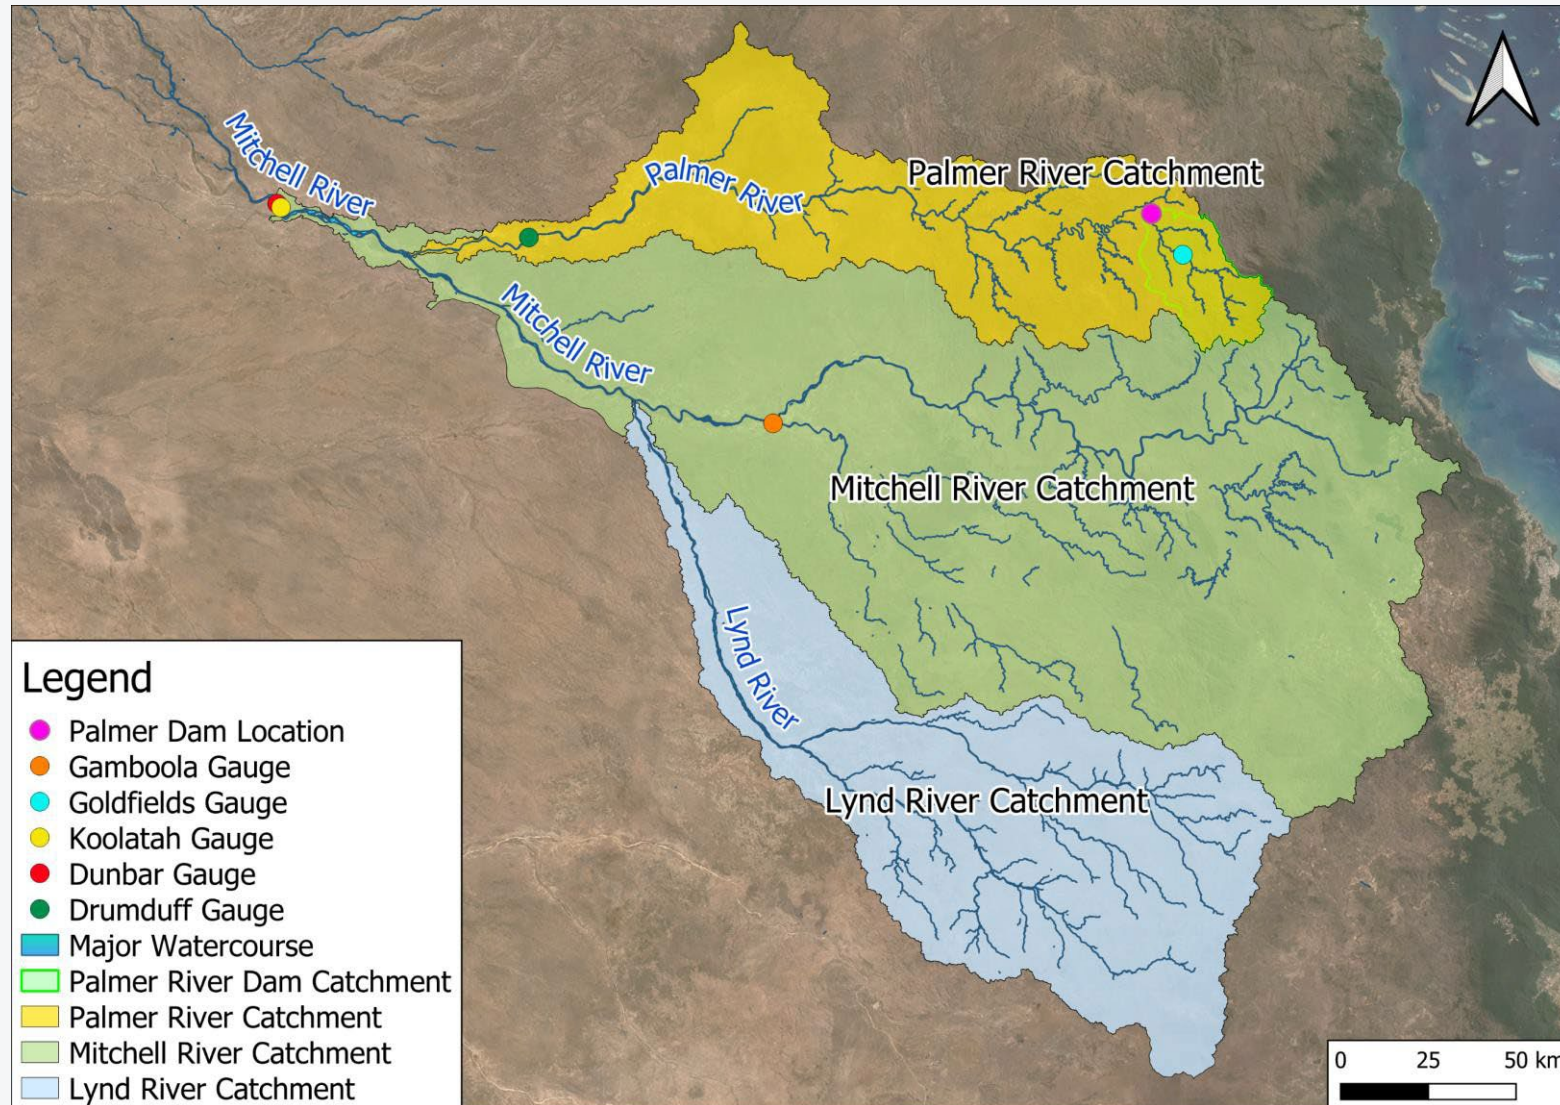 Mitchell River
Palmer River
Palmer River Catchment
Mitchell River
Mitchell River Catchment
Lynd River
Lynd River Catchment
Legend
Palmer Dam Location
Gamboola Gauge
Goldfields Gauge
Koolatah Gauge
Dunbar Gauge
Drumduff Gauge
Major Watercourse
Palmer River Dam Catchment
Palmer River Catchment
Mitchell River Catchment
Lynd River Catchment
0 25 50 km